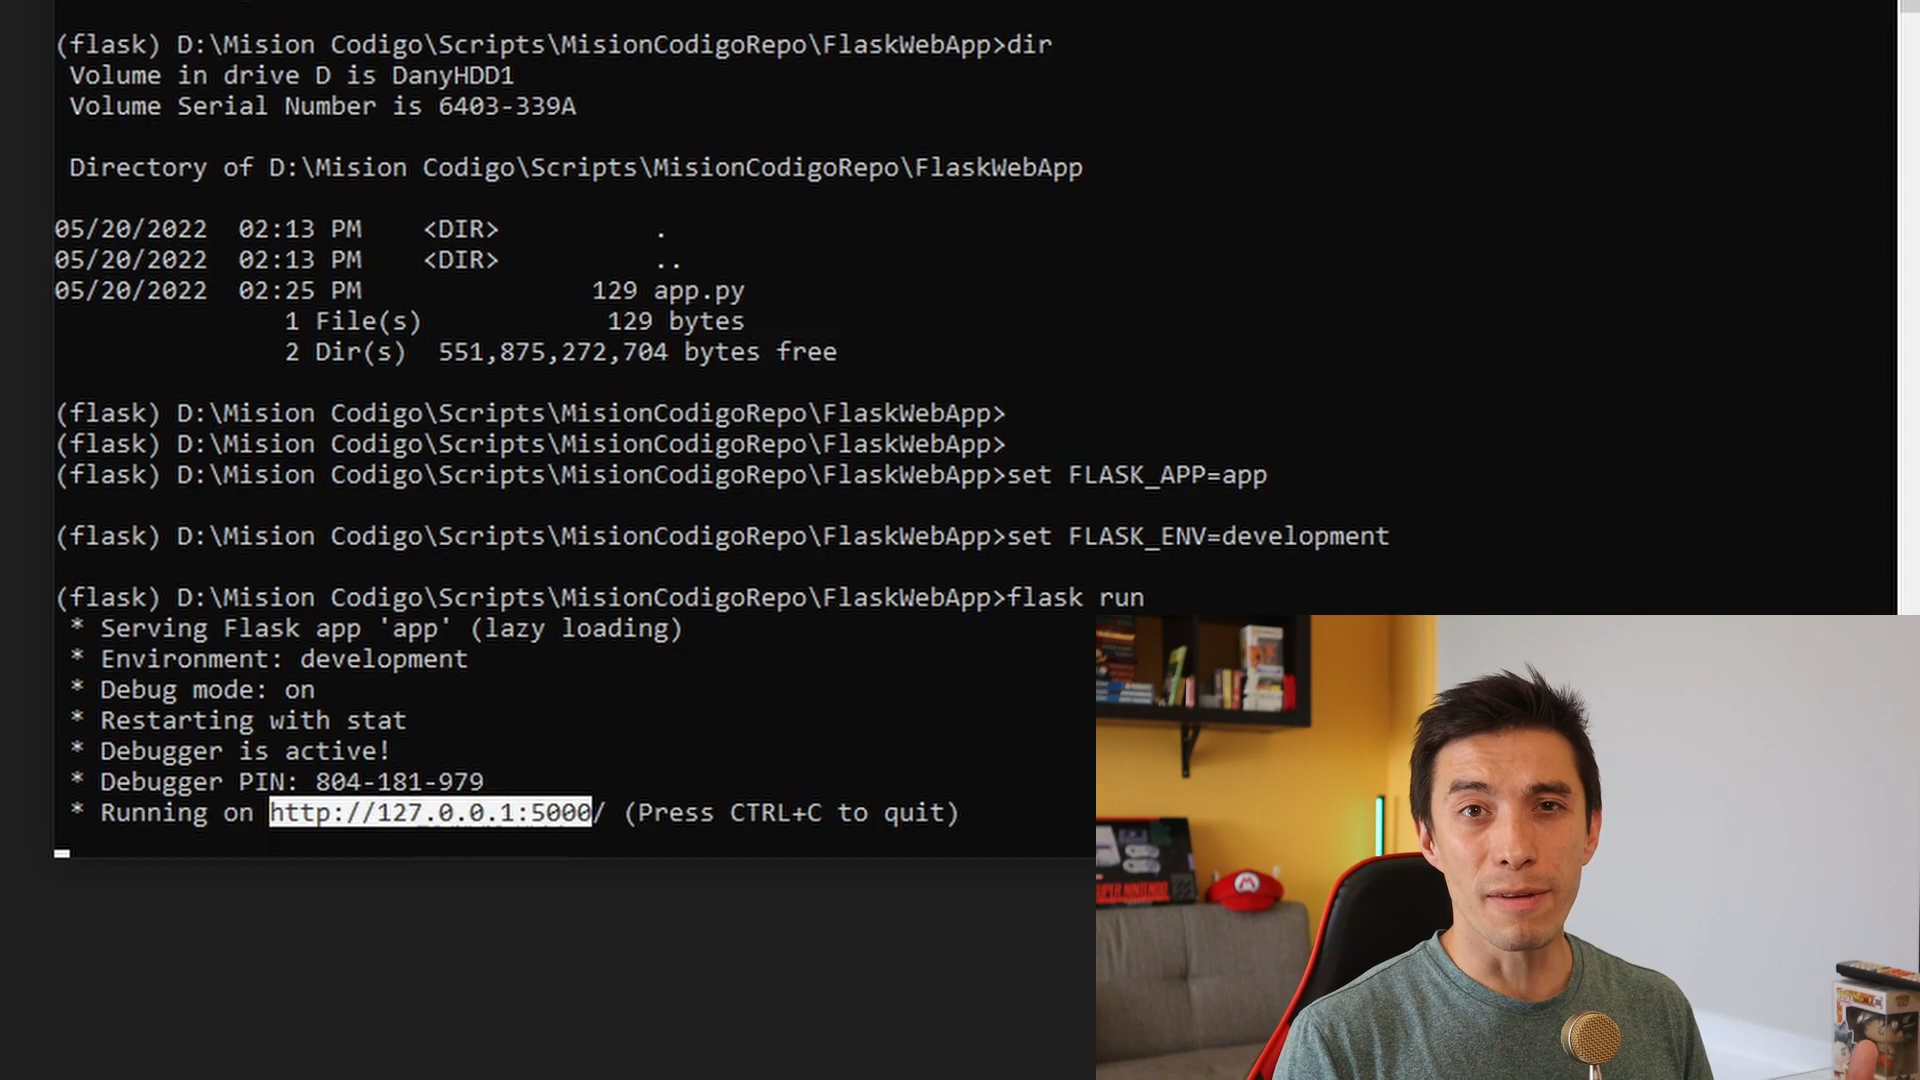 (flask) D:\Mision Codigo\Scripts\MisionCodigoRepo\FlaskWebApp>dir
Volume in drive D is DanyHDD1
Volume Serial Number is 6403-339A
Directory of D:\Mision Codigo\Scripts\MisionCodigoRepo\FlaskWebApp
05/20/2022 02:13 PM <DIR> .
05/20/2022 02:13 PM <DIR> ..
05/20/2022 02:25 PM 129 app.py
1 File(s) 129 bytes
2 Dir(s) 551,875,272,704 bytes free
(flask) D:\Mision Codigo\Scripts\MisionCodigoRepo\FlaskWebApp>
(flask) D:\Mision Codigo\Scripts\MisionCodigoRepo\FlaskWebApp>
(flask) D:\Mision Codigo\Scripts\MisionCodigoRepo\FlaskWebApp>set FLASK_APP=app
(flask) D:\Mision Codigo\Scripts\MisionCodigoRepo\FlaskWebApp>set FLASK_ENV=development
(flask) D:\Mision Codigo\Scripts\MisionCodigoRepo\FlaskWebApp>flask run
* Serving Flask app 'app' (lazy loading)
* Environment: development
* Debug mode: on
* Restarting with stat
* Debugger is active!
* Debugger PIN: 804-181-979
* Running on http://127.0.0.1:5000/ (Press CTRL+C to quit)
SUPER NINTENDO
M